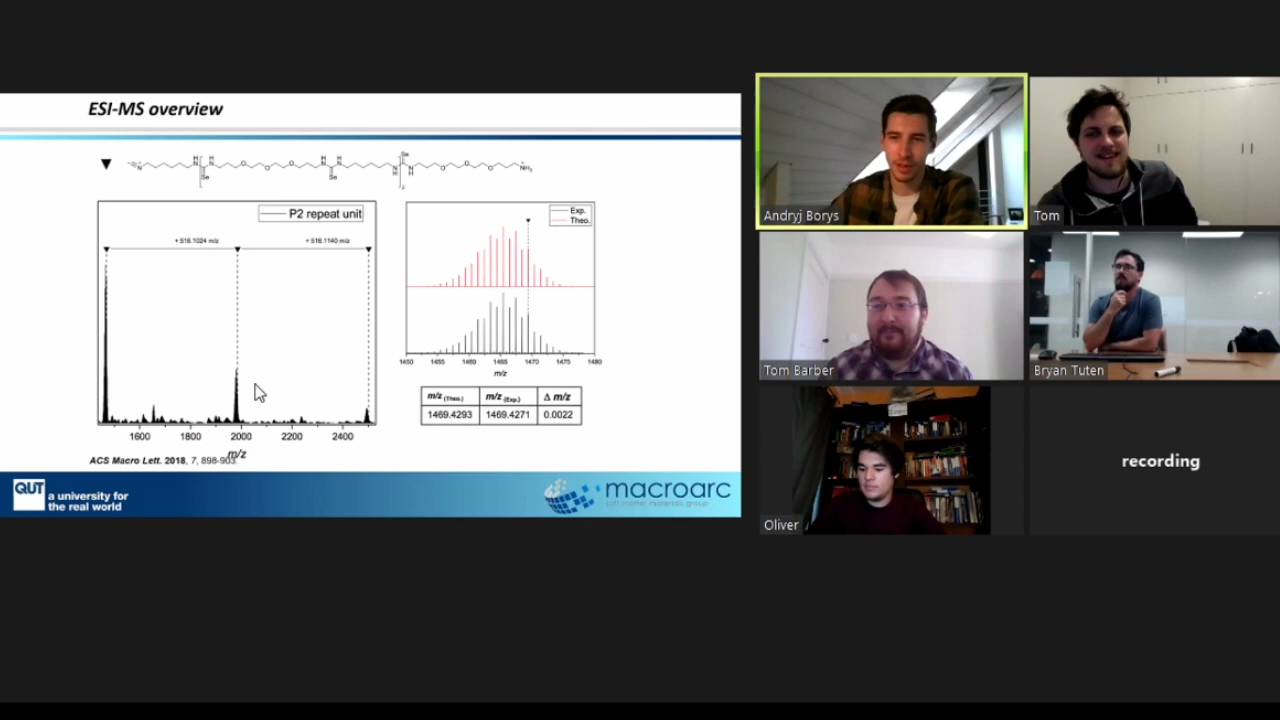 ESI-MS overview
P2 repeat unit
+ 516.1024 m/z
+ 516.1140 m/z
1600
1800
2000
2200
2400
m/z
Exp.
Theo.
1450
1455
1460
1465
1470
1475
1480
m/z
m/z (Theo.)
m/z (Exp.)
Δ m/z
1469.4293
1469.4271
0.0022
ACS Macro Lett. 2018, 7, 898-903.
QUT
a university for
the real world
macroarc
soft matter materials group
Andryj Borys
Tom
Tom Barber
Bryan Tuten
Oliver
recording